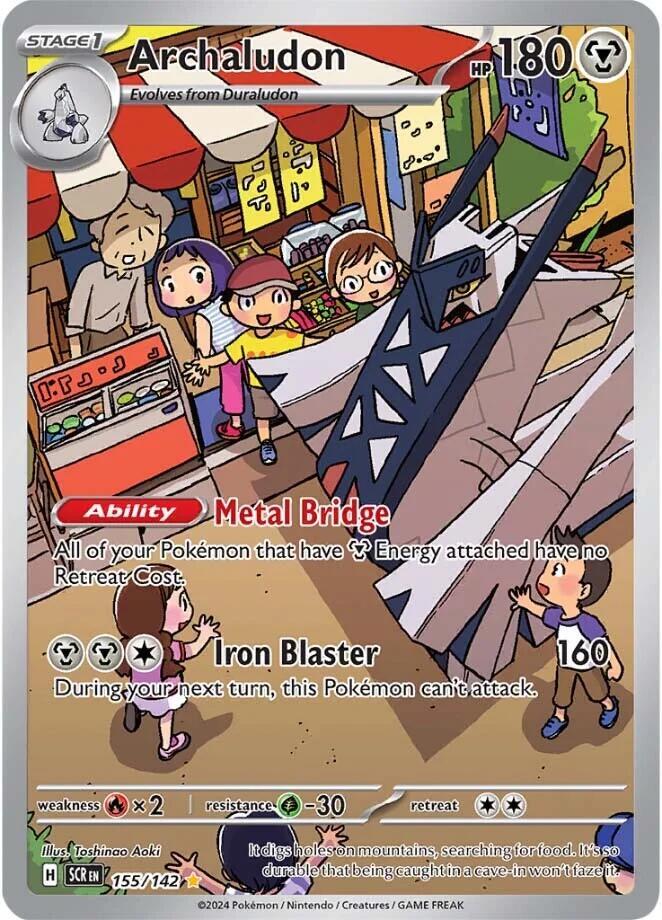 STAGE1
Archaludon
HP 180
Evolves from Duraludon
Ability Metal Bridge
All of your Pokémon that have Energy attached have no
Retreat Cost.
Iron Blaster 160
During your next turn, this Pokémon can't attack.
weakness ×2 resistance -30 retreat
Illus. Toshinao Aoki
It digs holes on mountains, searching for food. It's so
durable that being caught in a cave-in won't faze it.
H SCR EN 155/142
©2024 Pokémon / Nintendo / Creatures / GAME FREAK